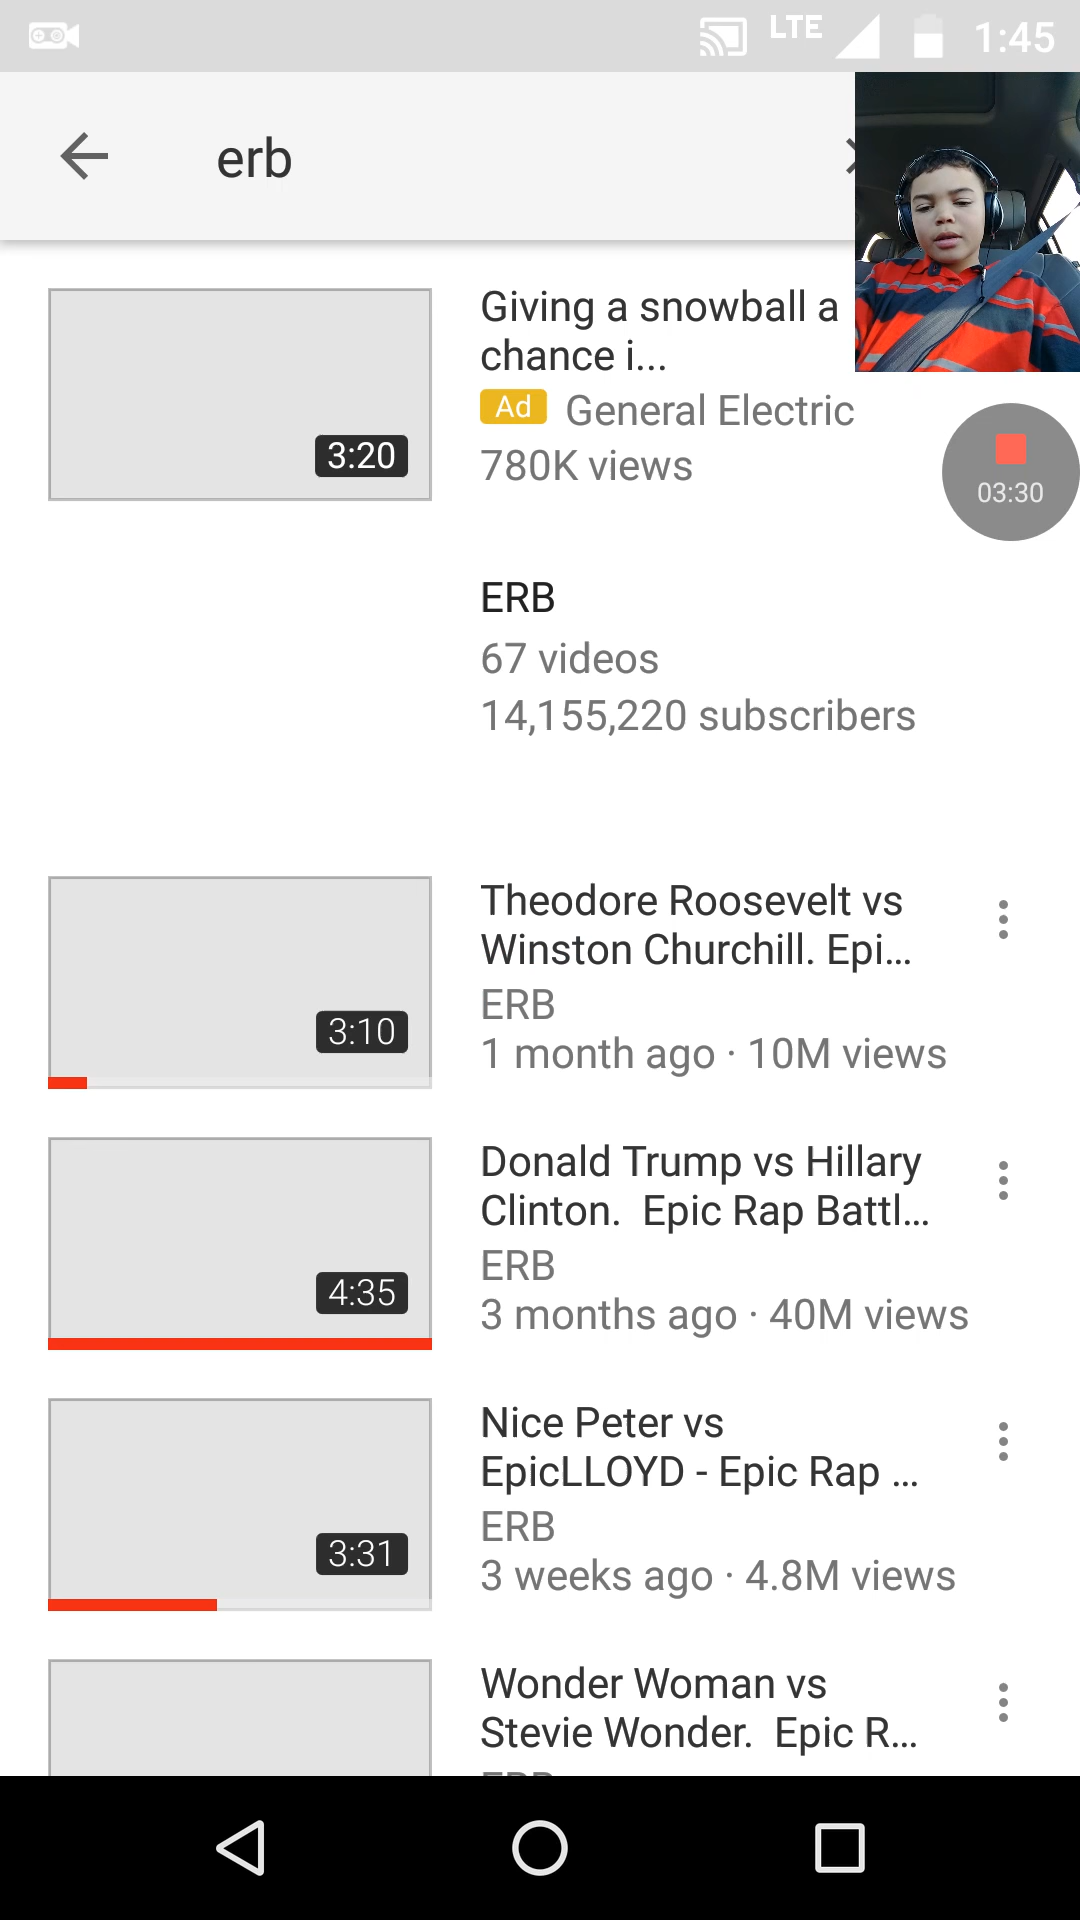 LTE 1:45
erb
Giving a snowball a
chance i...
Ad General Electric
780K views
3:20
03:30
ERB
67 videos
14,155,220 subscribers
Theodore Roosevelt vs
Winston Churchill. Epi...
ERB
1 month ago · 10M views
3:10
Donald Trump vs Hillary
Clinton.  Epic Rap Battl...
ERB
3 months ago · 40M views
4:35
Nice Peter vs
EpicLLOYD - Epic Rap ...
ERB
3 weeks ago · 4.8M views
3:31
Wonder Woman vs
Stevie Wonder.  Epic R...
ERB